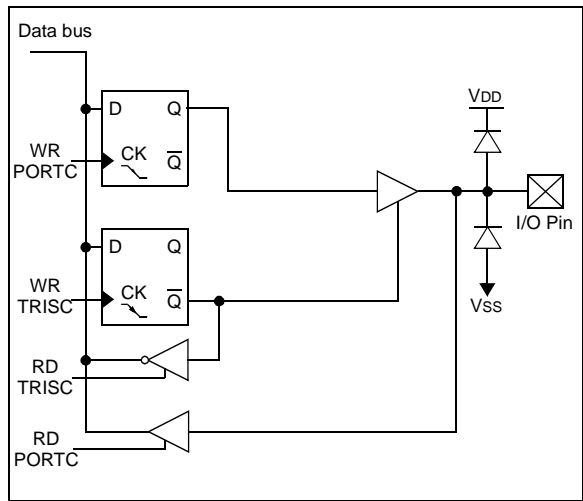 Data bus
D Q
VDD
WR
PORTC
CK Q
I/O Pin
D Q
WR
TRISC
CK Q
VSS
RD
TRISC
RD
PORTC